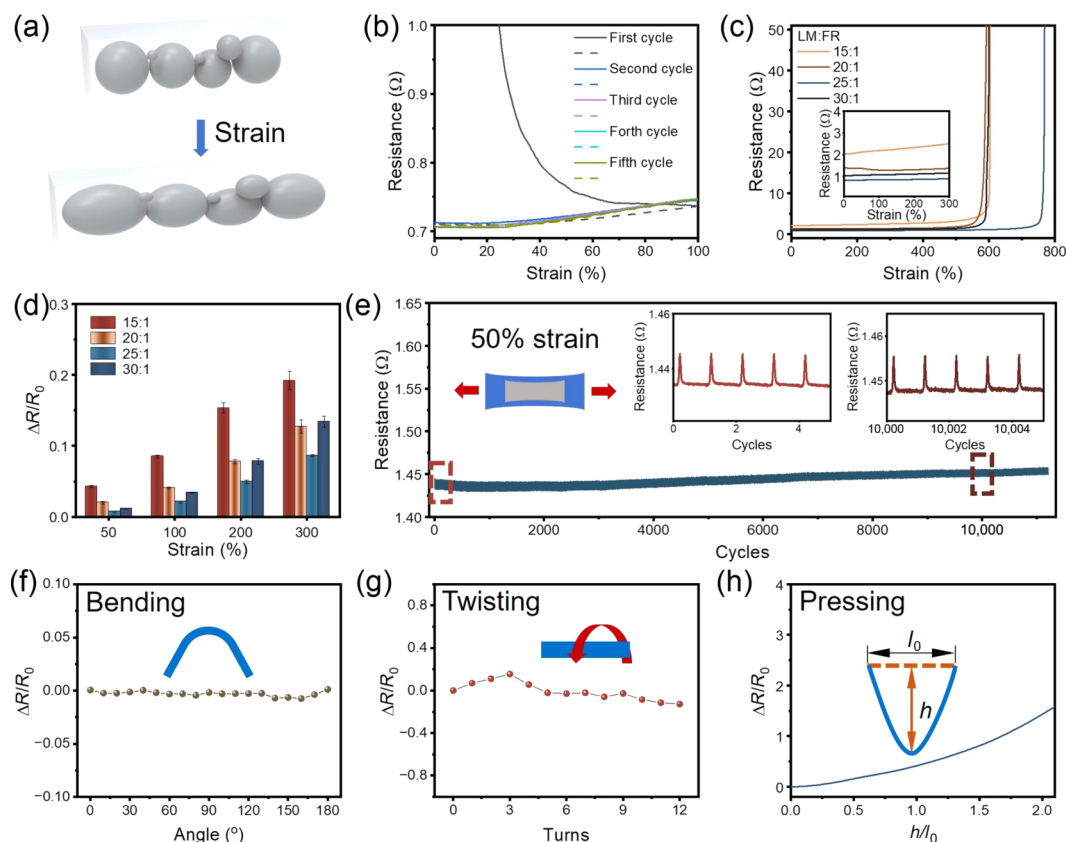 (a)
Strain
(b)
Resistance (Ω)
1.0
0.9
0.8
0.7
0
20
40
60
80
100
Strain (%)
First cycle
Second cycle
Third cycle
Forth cycle
Fifth cycle
(c)
Resistance (Ω)
50
40
30
20
10
0
0
200
400
600
800
Strain (%)
LM:FR
15:1
20:1
25:1
30:1
Resistance (Ω)
4
3
2
1
0
100
200
300
Strain (%)
(d)
ΔR/R0
0.3
0.2
0.1
0.0
50
100
200
300
Strain (%)
15:1
20:1
25:1
30:1
(e)
Resistance (Ω)
1.65
1.60
1.55
1.50
1.45
1.40
0
2000
4000
6000
8000
10,000
Cycles
50% strain
Resistance (Ω)
1.46
1.44
0
2
4
Cycles
Resistance (Ω)
1.46
1.45
10,000
10,002
10,004
Cycles
(f)
Bending
ΔR/R0
0.10
0.05
0.00
−0.05
−0.10
0
30
60
90
120
150
180
Angle (o)
(g)
Twisting
ΔR/R0
0.8
0.4
0.0
−0.4
−0.8
0
3
6
9
12
Turns
(h)
Pressing
ΔR/R0
4
3
2
1
0
0.0
0.5
1.0
1.5
2.0
h/l0
l0
h